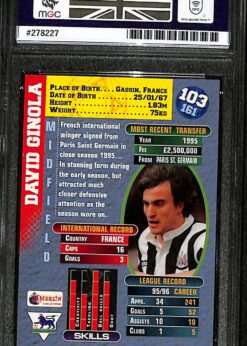 MGC
#278227
PLACE OF BIRTH.... GASSIN, FRANCE
DATE OF BIRTH ............ 25/01/67
HEIGHT .......................... 1.83M
WEIGHT .......................... 75KG
103
161
DAVID GINOLA
MIDFIELD
French international
winger signed from
Paris Saint Germain in
close season 1995...
In stunning form during
the early season, but
attracted much
closer defensive
attention as the
season wore on..
MOST RECENT TRANSFER
YEAR 1995
FEE £2,500,000
FROM PARIS ST. GERMAIN
INTERNATIONAL RECORD
COUNTRY FRANCE
CAPS 16
GOALS 3
LEAGUE RECORD
95/96 CAREER
APPS. 34 241
GOALS 5 52
ASSISTS 10 10
CLUBS 1 5
MERLIN
SKILLS